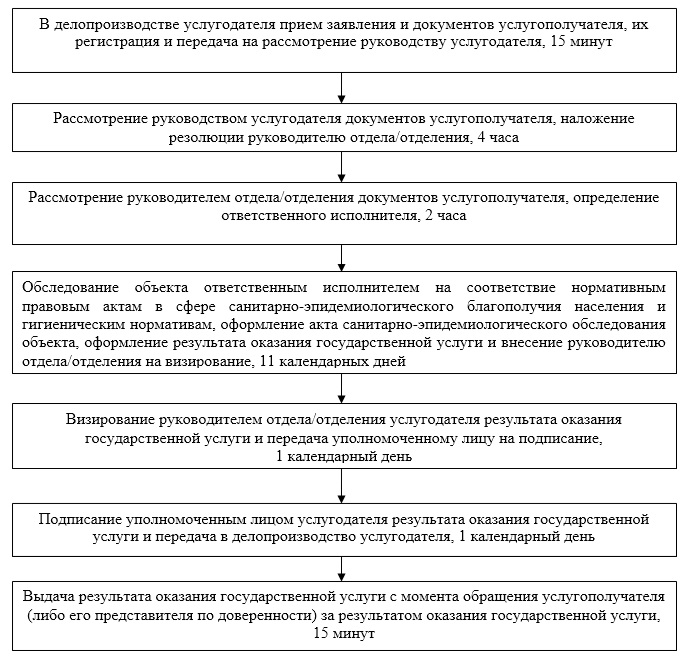 В делопроизводстве услугодателя прием заявления и документов услугополучателя, их
регистрация и передача на рассмотрение руководству услугодателя, 15 минут
Рассмотрение руководством услугодателя документов услугополучателя, наложение
резолюции руководителю отдела/отделения, 4 часа
Рассмотрение руководителем отдела/отделения документов услугополучателя, определение
ответственного исполнителя, 2 часа
Обследование объекта ответственным исполнителем на соответствие нормативным
правовым актам в сфере санитарно-эпидемиологического благополучия населения и
гигиеническим нормативам, оформление акта санитарно-эпидемиологического обследования
объекта, оформление результата оказания государственной услуги и внесение руководителю
отдела/отделения на визирование, 11 календарных дней
Визирование руководителем отдела/отделения услугодателя результата оказания
государственной услуги и передача уполномоченному лицу на подписание,
1 календарный день
Подписание уполномоченным лицом услугодателя результата оказания государственной
услуги и передача в делопроизводство услугодателя, 1 календарный день
Выдача результата оказания государственной услуги с момента обращения услугополучателя
(либо его представителя по доверенности) за результатом оказания государственной услуги,
15 минут